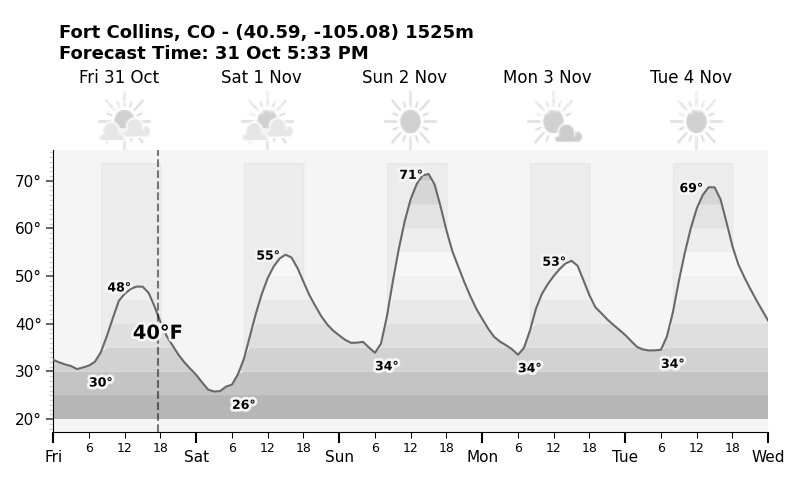 Fort Collins, CO - (40.59, -105.08) 1525m
Forecast Time: 31 Oct 5:33 PM
Fri 31 Oct Sat 1 Nov Sun 2 Nov Mon 3 Nov Tue 4 Nov
70°
60°
50°
40°
30°
20°
48°
30°
40°F
55°
26°
71°
34°
53°
34°
69°
34°
6 12 18 6 12 18 6 12 18 6 12 18 6 12 18
Fri Sat Sun Mon Tue Wed